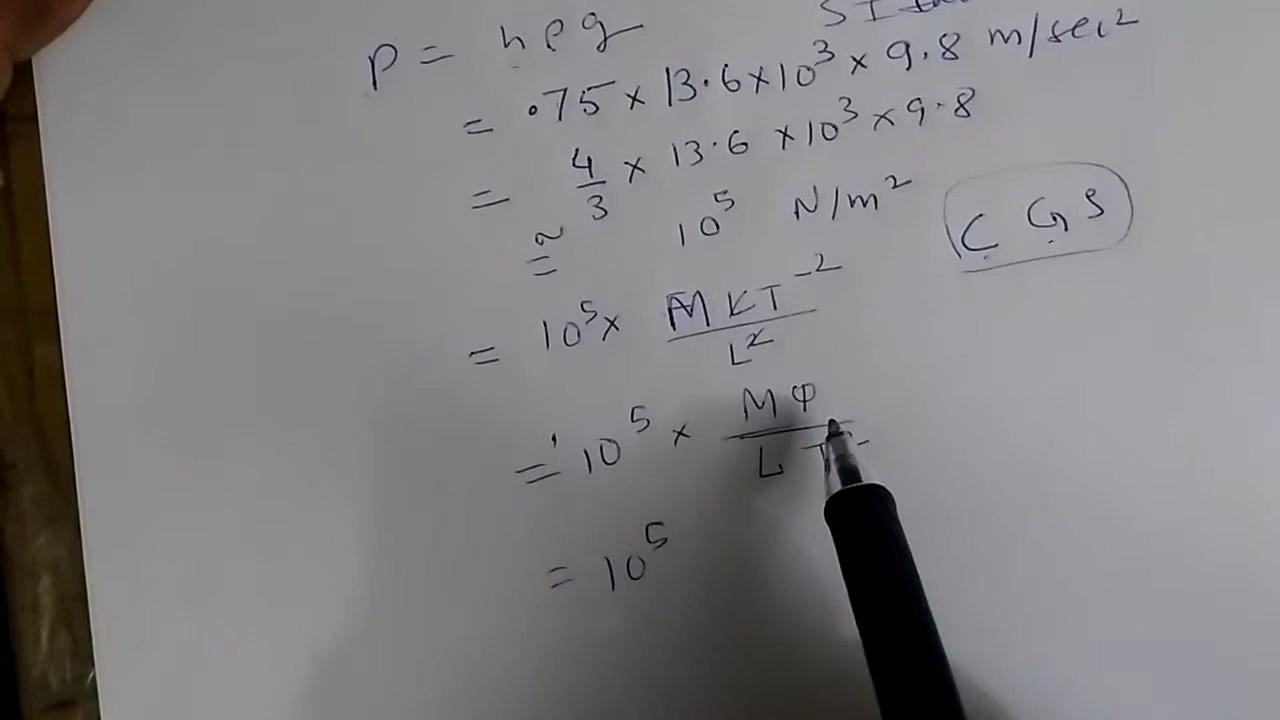 SI
P = hρg
= .75 × 13.6 × 10³ × 9.8 m/sec²
= 4/3 × 13.6 × 10³ × 9.8
≅ 10⁵ N/m²
CGS
= 10⁵ × MLT⁻² / L²
= 10⁵ × M / L T
= 10⁵